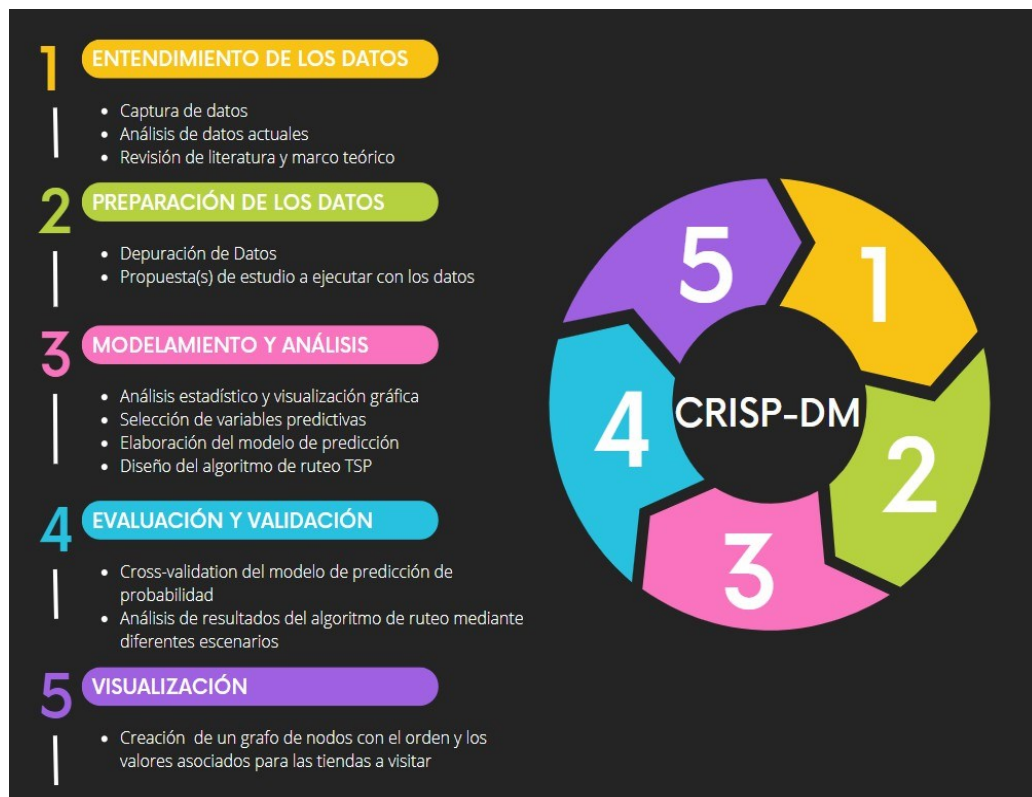 1
ENTENDIMIENTO DE LOS DATOS
• Captura de datos
• Análisis de datos actuales
• Revisión de literatura y marco teórico
2
PREPARACIÓN DE LOS DATOS
• Depuración de Datos
• Propuesta(s) de estudio a ejecutar con los datos
3
MODELAMIENTO Y ANÁLISIS
• Análisis estadístico y visualización gráfica
• Selección de variables predictivas
• Elaboración del modelo de predicción
• Diseño del algoritmo de ruteo TSP
4
EVALUACIÓN Y VALIDACIÓN
• Cross-validation del modelo de predicción de
probabilidad
• Análisis de resultados del algoritmo de ruteo mediante
diferentes escenarios
5
VISUALIZACIÓN
• Creación de un grafo de nodos con el orden y los
valores asociados para las tiendas a visitar
CRISP-DM
1
2
3
4
5